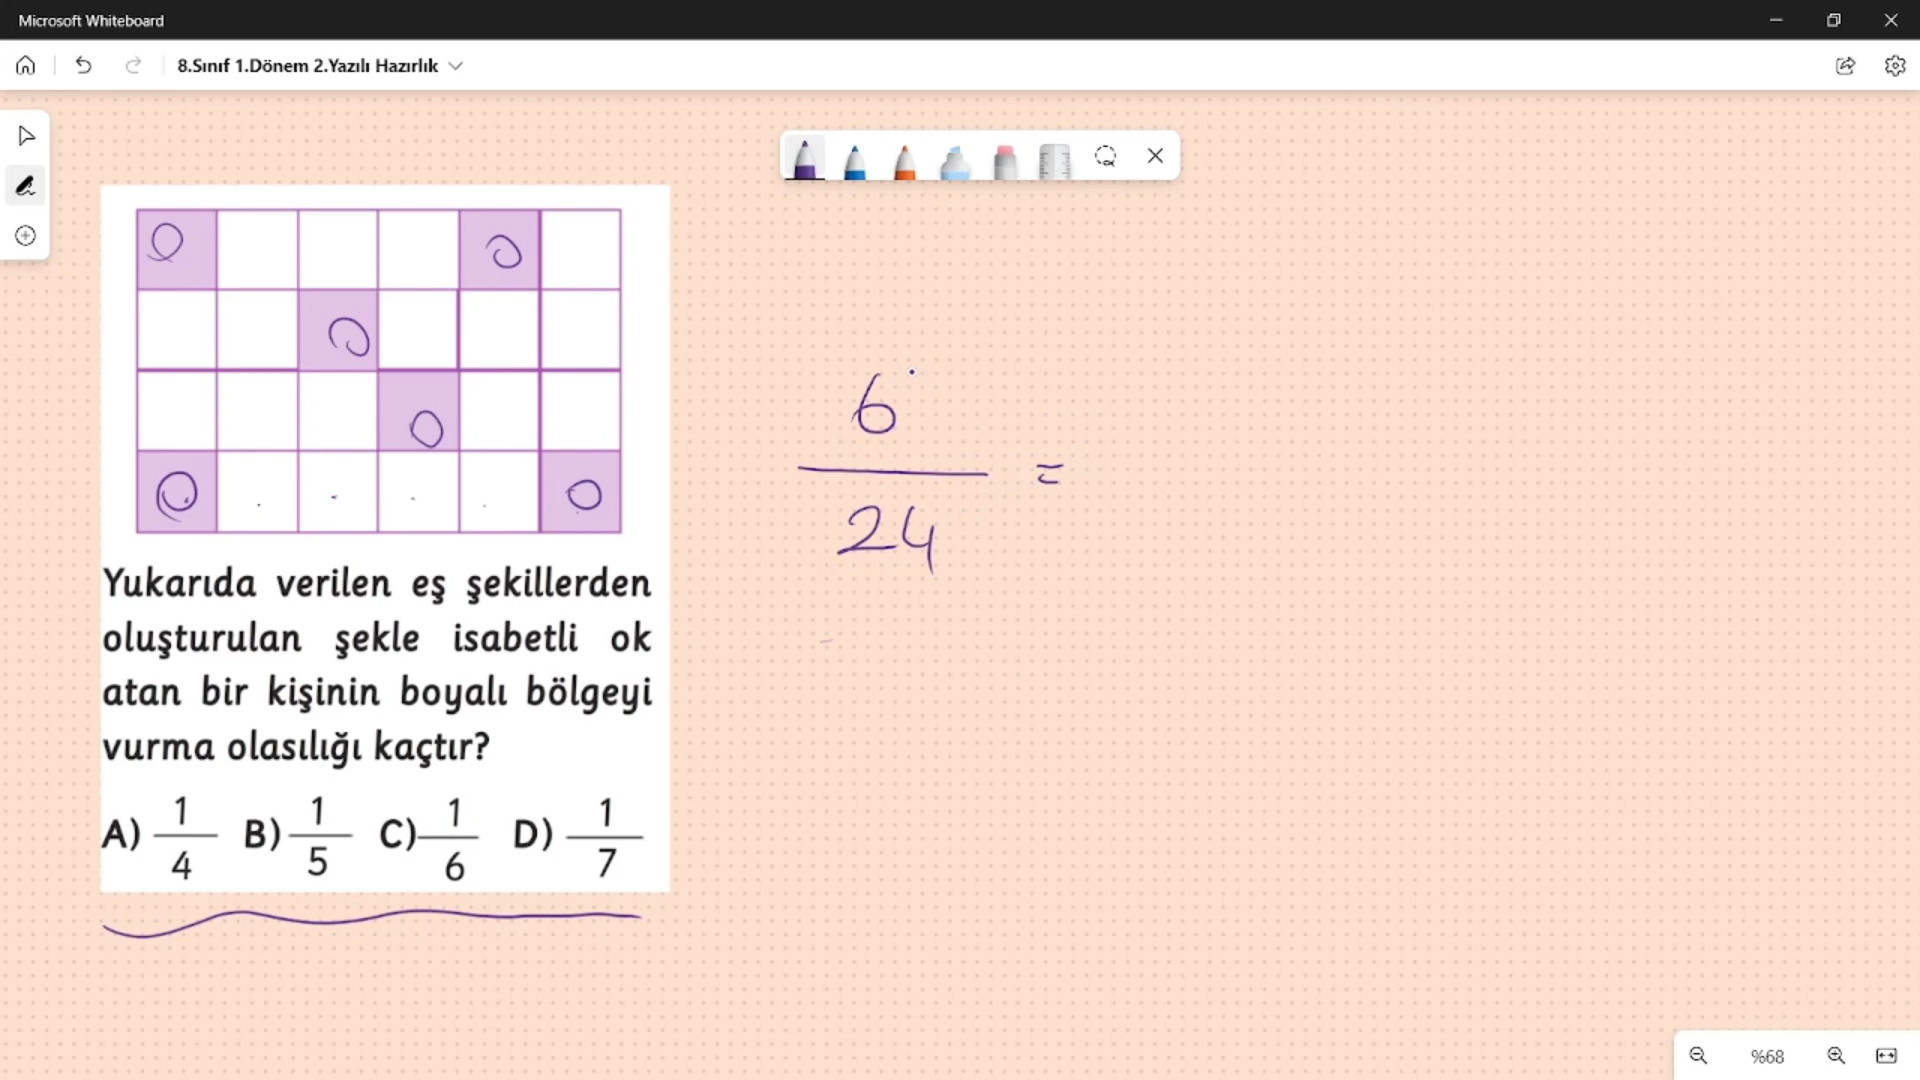 Microsoft Whiteboard
8.Sınıf 1.Dönem 2.Yazılı Hazırlık
6
24
=
Yukarıda verilen eş şekillerden
oluşturulan şekle isabetli ok
atan bir kişinin boyalı bölgeyi
vurma olasılığı kaçtır?
A) 1/4 B) 1/5 C) 1/6 D) 1/7
%68